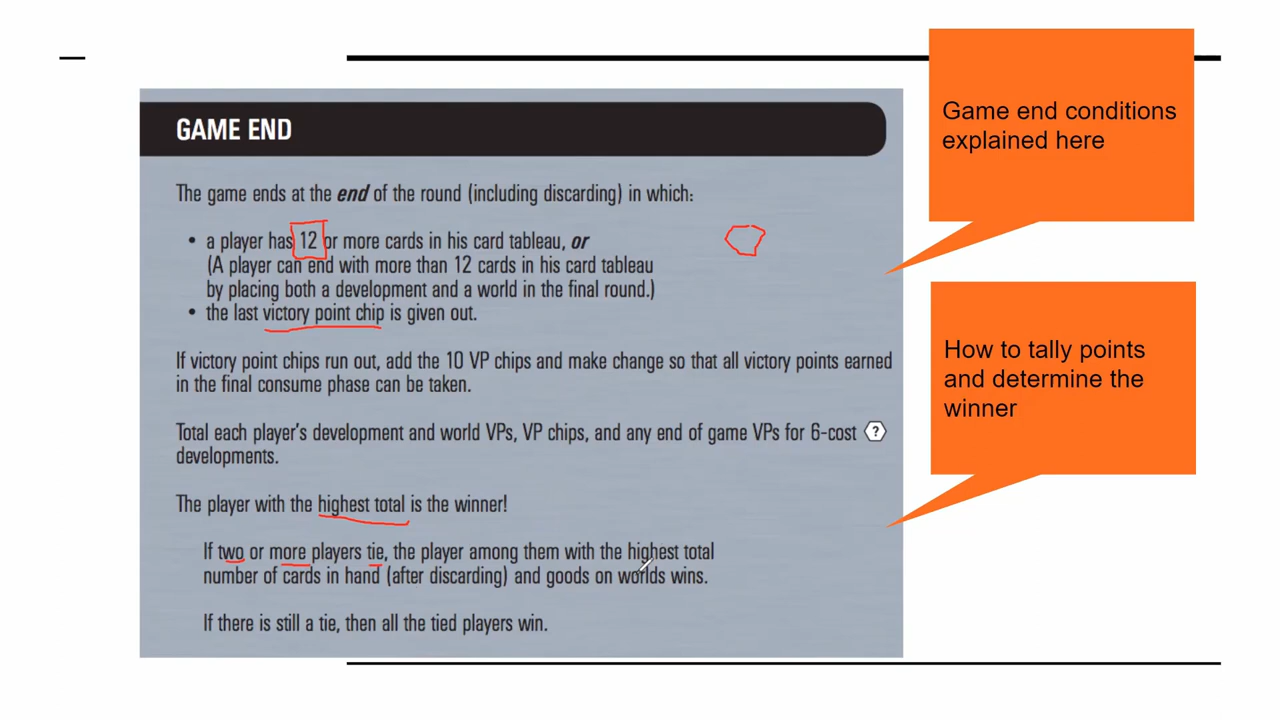 GAME END
The game ends at the end of the round (including discarding) in which:
• a player has 12 or more cards in his card tableau, or
(A player can end with more than 12 cards in his card tableau
by placing both a development and a world in the final round.)
• the last victory point chip is given out.
If victory point chips run out, add the 10 VP chips and make change so that all victory points earned
in the final consume phase can be taken.
Total each player's development and world VPs, VP chips, and any end of game VPs for 6-cost ?
developments.
The player with the highest total is the winner!
If two or more players tie, the player among them with the highest total
number of cards in hand (after discarding) and goods on worlds wins.
If there is still a tie, then all the tied players win.
Game end conditions
explained here
How to tally points
and determine the
winner